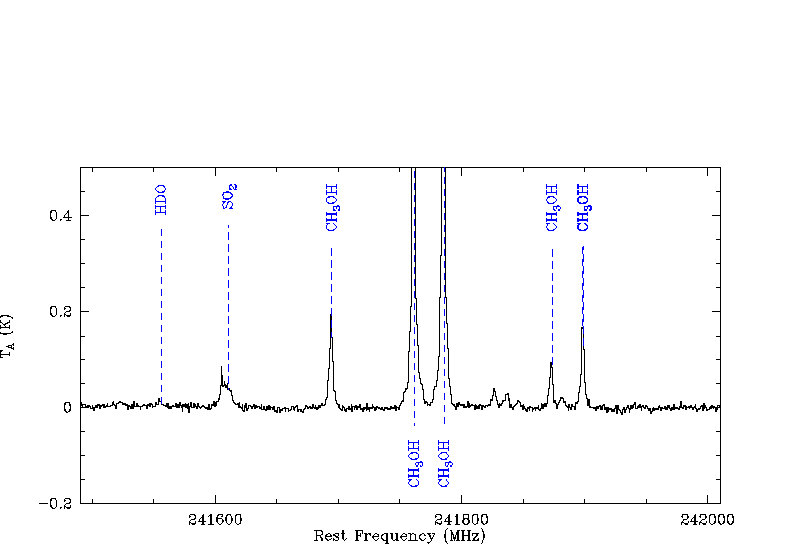 HDO
SO2
CH3OH
CH3OH
CH3OH
CH3OH
CH3OH
0.4
0.2
0
-0.2
TA (K)
241600
241800
242000
Rest Frequency (MHz)